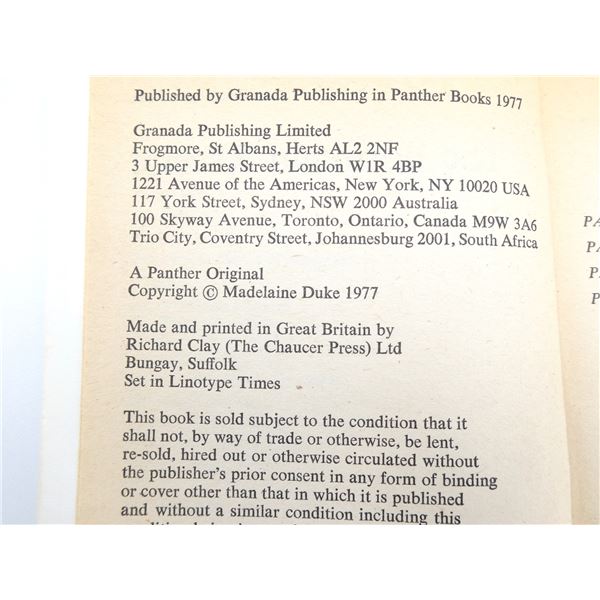 Published by Granada Publishing in Panther Books 1977
Granada Publishing Limited
Frogmore, St Albans, Herts AL2 2NF
3 Upper James Street, London W1R 4BP
1221 Avenue of the Americas, New York, NY 10020 USA
117 York Street, Sydney, NSW 2000 Australia
100 Skyway Avenue, Toronto, Ontario, Canada M9W 3A6
Trio City, Coventry Street, Johannesburg 2001, South Africa
A Panther Original
Copyright © Madelaine Duke 1977
Made and printed in Great Britain by
Richard Clay (The Chaucer Press) Ltd
Bungay, Suffolk
Set in Linotype Times
This book is sold subject to the condition that it
shall not, by way of trade or otherwise, be lent,
re-sold, hired out or otherwise circulated without
the publisher's prior consent in any form of binding
or cover other than that in which it is published
and without a similar condition including this